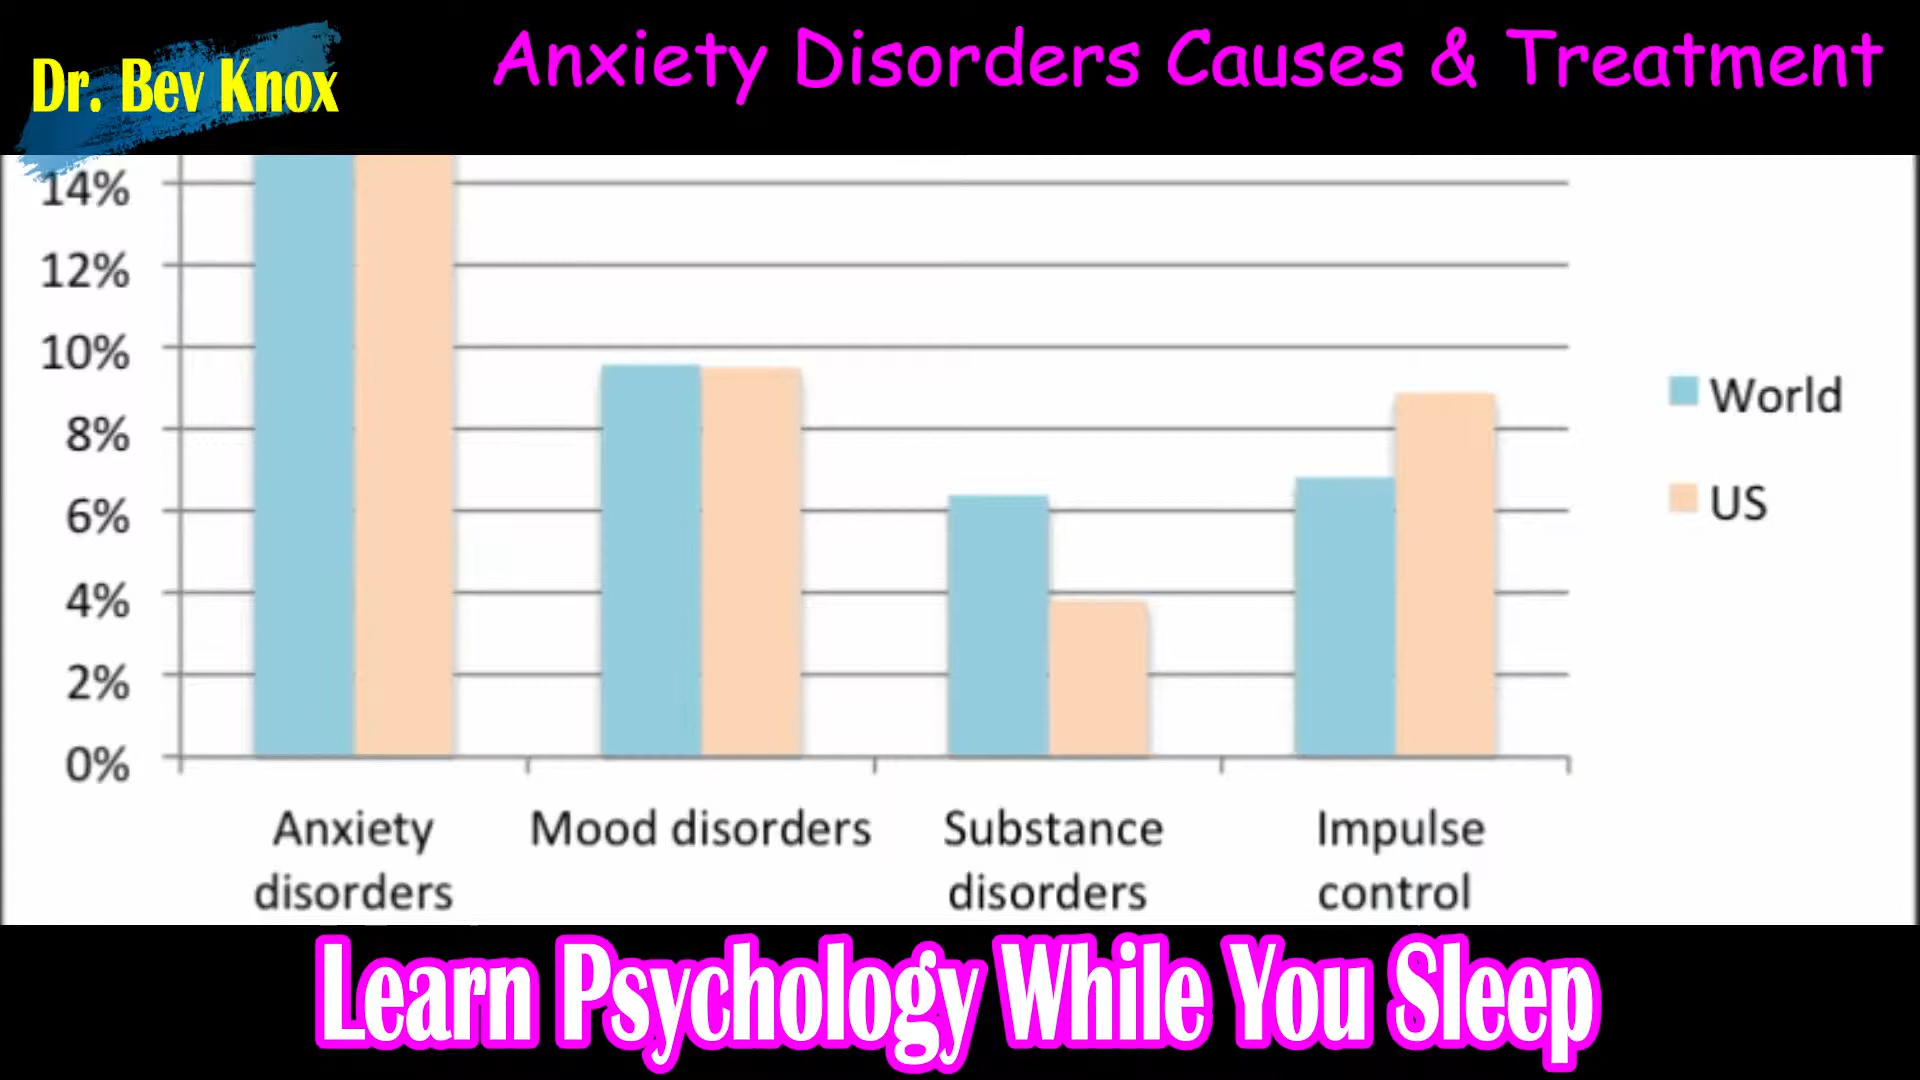 Dr. Bev Knox
Anxiety Disorders Causes & Treatment
14%
12%
10%
8%
6%
4%
2%
0%
World
US
Anxiety disorders
Mood disorders
Substance disorders
Impulse control
Learn Psychology While You Sleep